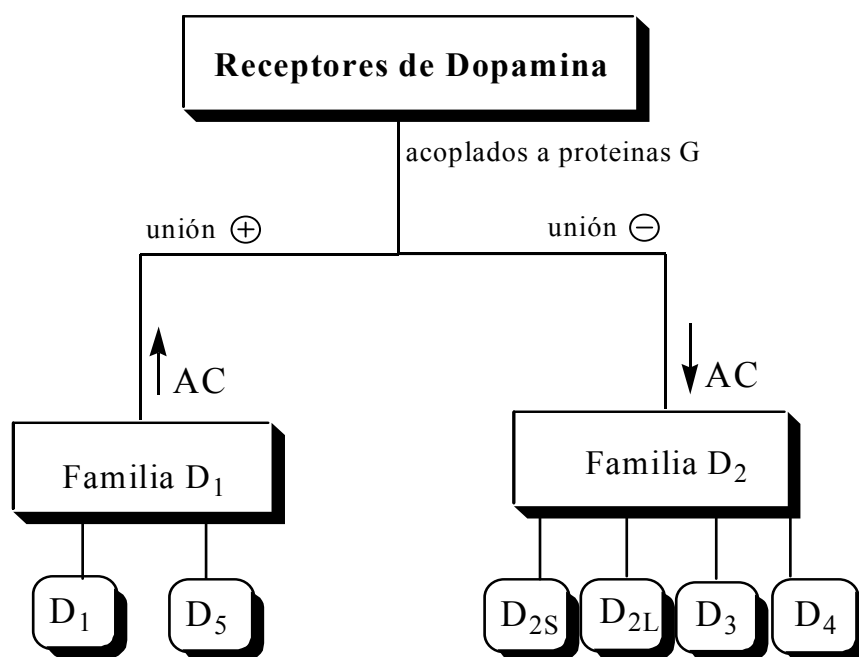 Receptores de Dopamina
acoplados a proteinas G
unión ⊕
unión ⊖
AC
AC
Familia D₁
Familia D₂
D₁
D₅
D₂S
D₂L
D₃
D₄